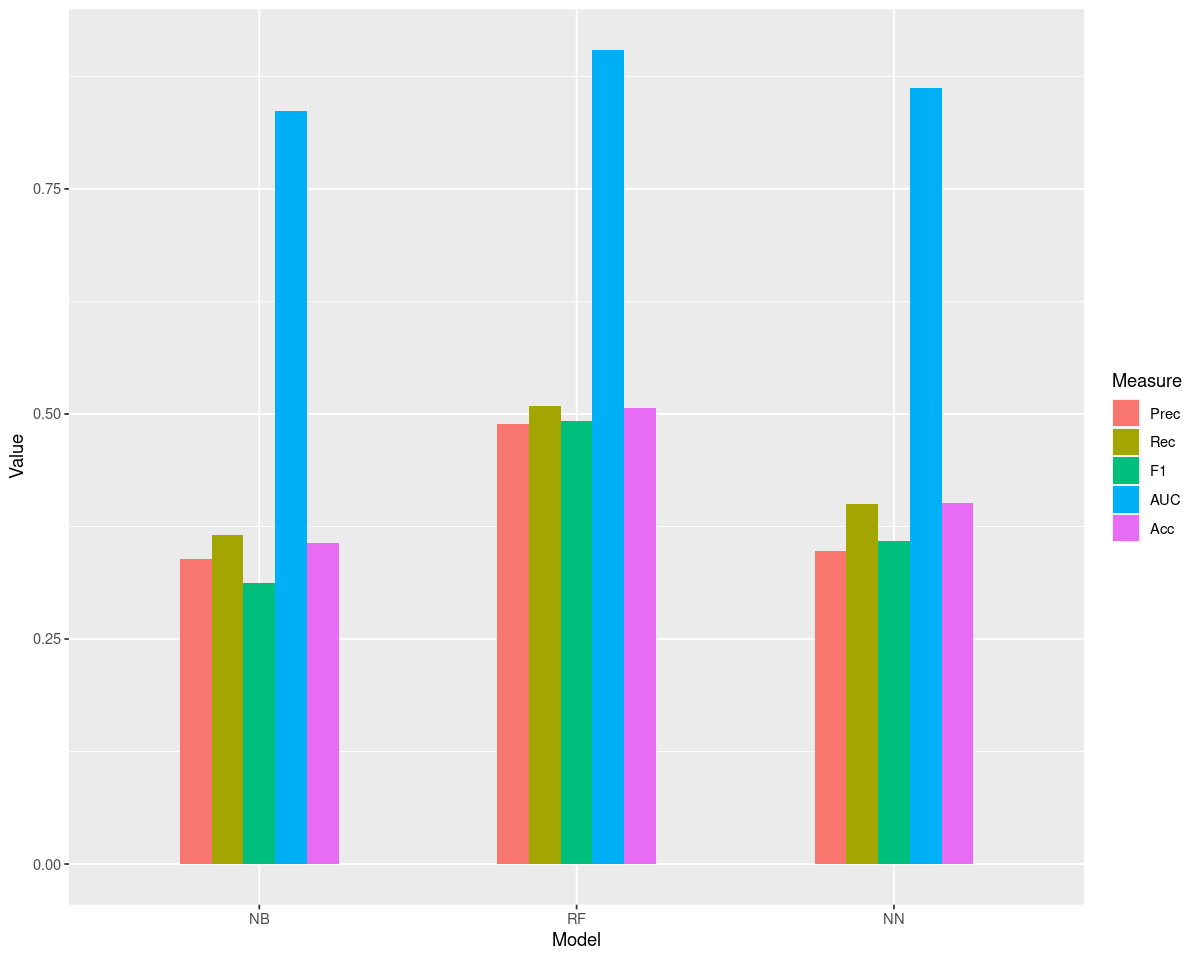 Value
0.75
0.50
0.25
0.00
NB
RF
NN
Model
Measure
Prec
Rec
F1
AUC
Acc